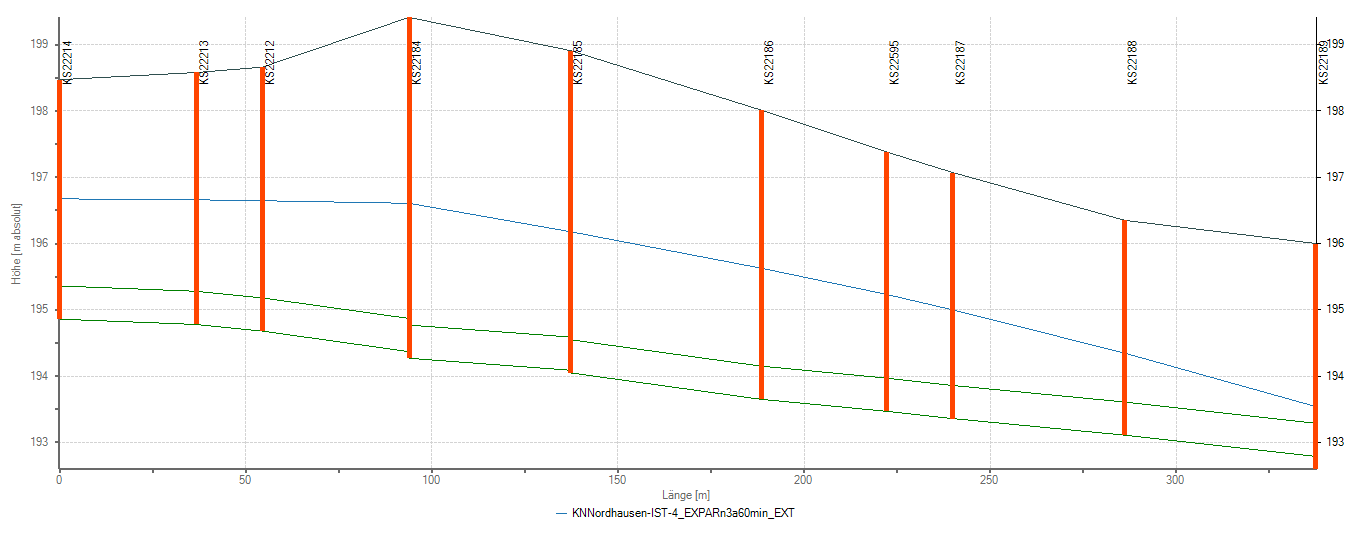 KS22214
KS22213
KS22212
KS22184
KS22185
KS22186
KS22595
KS22187
KS22188
KS22189
199
198
197
196
195
194
193
199
198
197
196
195
194
193
Höhe [m absolut]
0
50
100
150
200
250
300
Länge [m]
KNNordhausen-IST-4_EXPARn3a60min_EXT